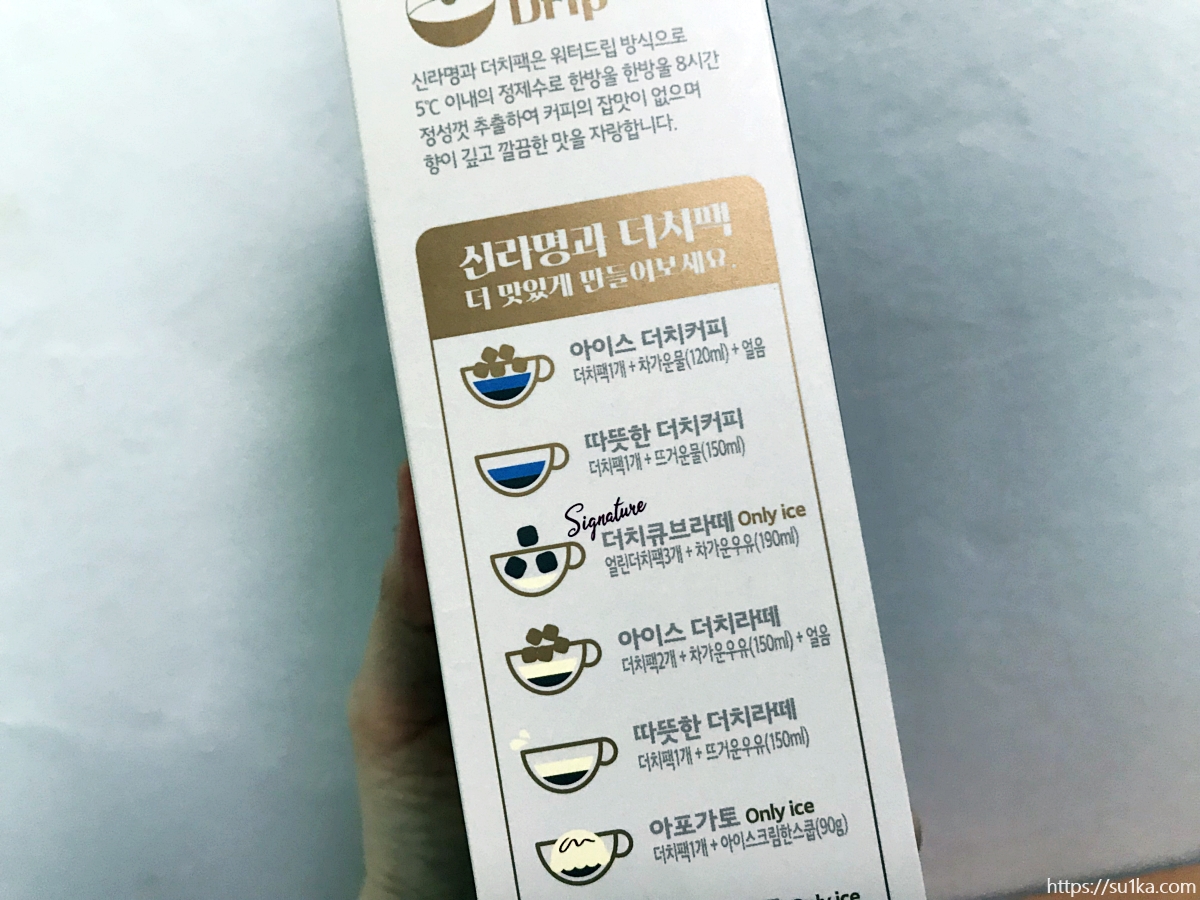 Drip
신라명과 더치팩은 워터드립 방식으로
5℃ 이내의 정제수로 한방울 한방울 8시간
정성껏 추출하여 커피의 잡맛이 없으며
향이 깊고 깔끔한 맛을 자랑합니다.
신라명과 더치팩
더 맛있게 만들어보세요.
아이스 더치커피
더치팩1개 + 차가운물(120ml) + 얼음
따뜻한 더치커피
더치팩1개 + 뜨거운물(150ml)
Signature
더치큐브라떼 Only ice
얼린더치팩3개 + 차가운우유(190ml)
아이스 더치라떼
더치팩2개 + 차가운우유(150ml) + 얼음
따뜻한 더치라떼
더치팩1개 + 뜨거운우유(150ml)
아포가토 Only ice
더치팩1개 + 아이스크림한스쿱(90g)
Only ice
https://su1ka.com